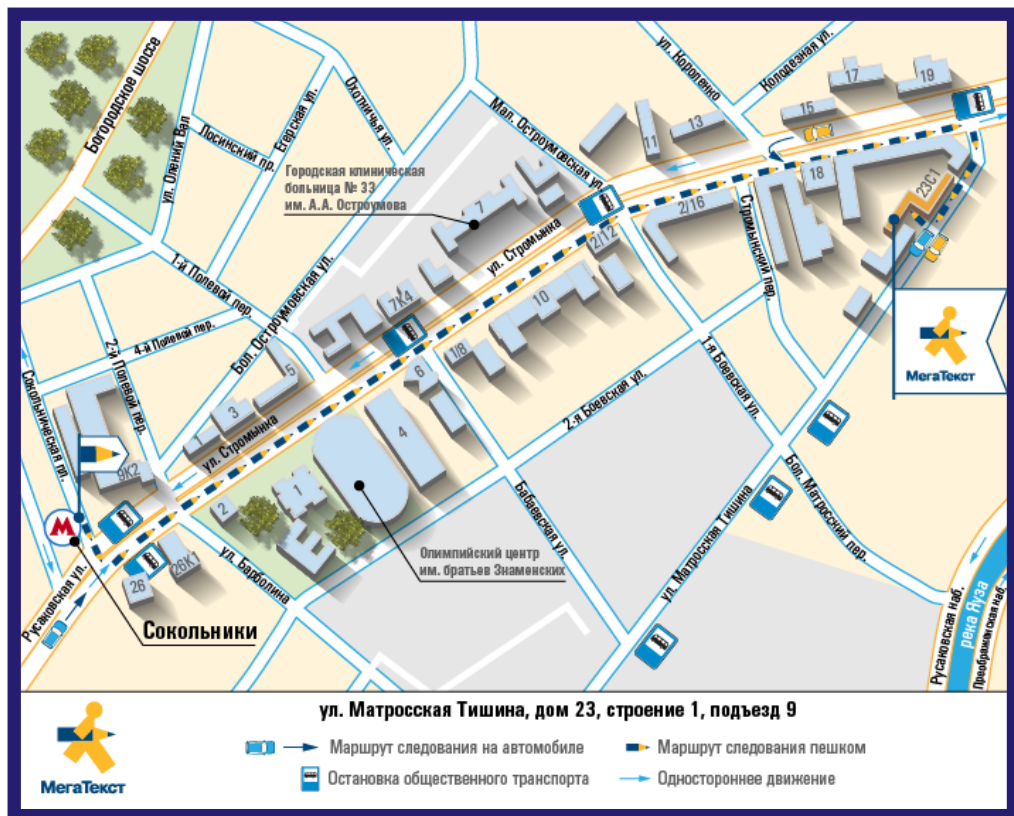 Богородское шоссе
ул. Олений Вал
Лосинский пр.
Егерская ул.
Охотничья ул.
Мал. Остроумовская ул.
ул. Короленко
Колодезная ул.
17
19
15
13
11
Городская клиническая
больница № 33
им. А.А. Остроумова
7
ул. Стромынка
2/16
18
23С1
2/12
Стромынский пер.
1-й Полевой пер.
Бол. Остроумовская ул.
7К4
10
1/8
6
4-й Полевой пер.
2-й Полевой пер.
Сокольническая пл.
5
3
1
ул. Стромынка
4
2-я Боевская ул.
1-я Боевская ул.
МегаТекст
9К2
2
1
М
26
26К1
ул. Барболина
Олимпийский центр
им. братьев Знаменских
Бабаевская ул.
ул. Матросская Тишина
Бол. Матросский пер.
Русаковская ул.
Сокольники
Русаковская наб.
река Яуза
Преображенская наб.
ул. Матросская Тишина, дом 23, строение 1, подъезд 9
Маршрут следования на автомобиле
Маршрут следования пешком
Остановка общественного транспорта
Одностороннее движение
МегаТекст